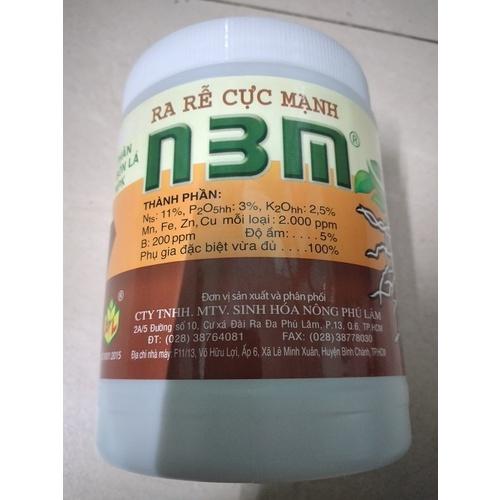 RA RỄ CỰC MẠNH
N3M®
THÀNH PHẦN:
Nts: 11%, P2O5hh: 3%, K2Ohh: 2,5%
Mn, Fe, Zn, Cu mỗi loại: 2.000 ppm
B: 200 ppm Độ ẩm: . . . . 5%
Phụ gia đặc biệt vừa đủ . . . . 100%
Đơn vị sản xuất và phân phối
CTY TNHH. MTV. SINH HÓA NÔNG PHÚ LÂM
2A/5 Đường số 10, Cư xá Đài Ra Đa Phú Lâm, P.13, Q.6, TP.HCM
ĐT: (028) 38764081 FAX: (028) 38778030
Địa chỉ nhà máy: F11/13, Võ Hữu Lợi, Ấp 6, Xã Lê Minh Xuân, Huyện Bình Chánh, TP.HCM